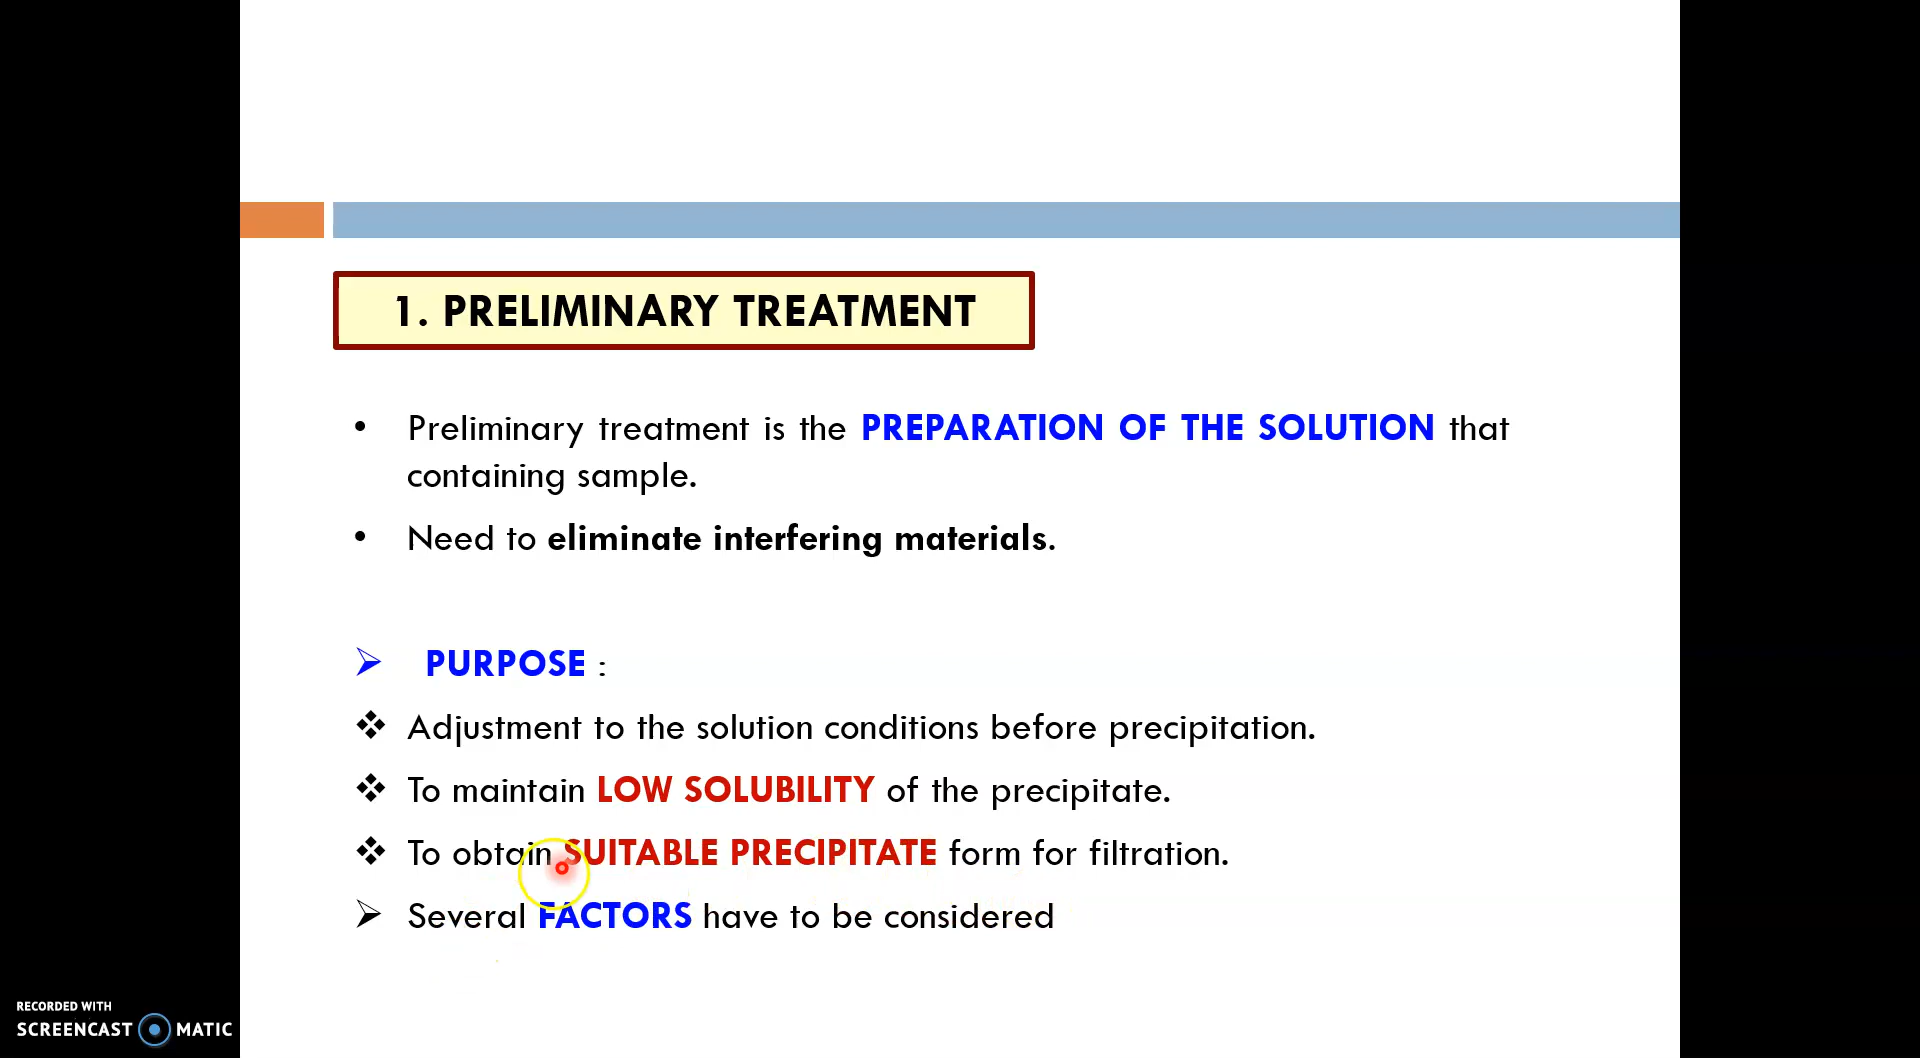 1. PRELIMINARY TREATMENT
• Preliminary treatment is the PREPARATION OF THE SOLUTION that
containing sample.
• Need to eliminate interfering materials.
➢ PURPOSE :
❖ Adjustment to the solution conditions before precipitation.
❖ To maintain LOW SOLUBILITY of the precipitate.
❖ To obtain SUITABLE PRECIPITATE form for filtration.
➢ Several FACTORS have to be considered
RECORDED WITH
SCREENCAST MATIC